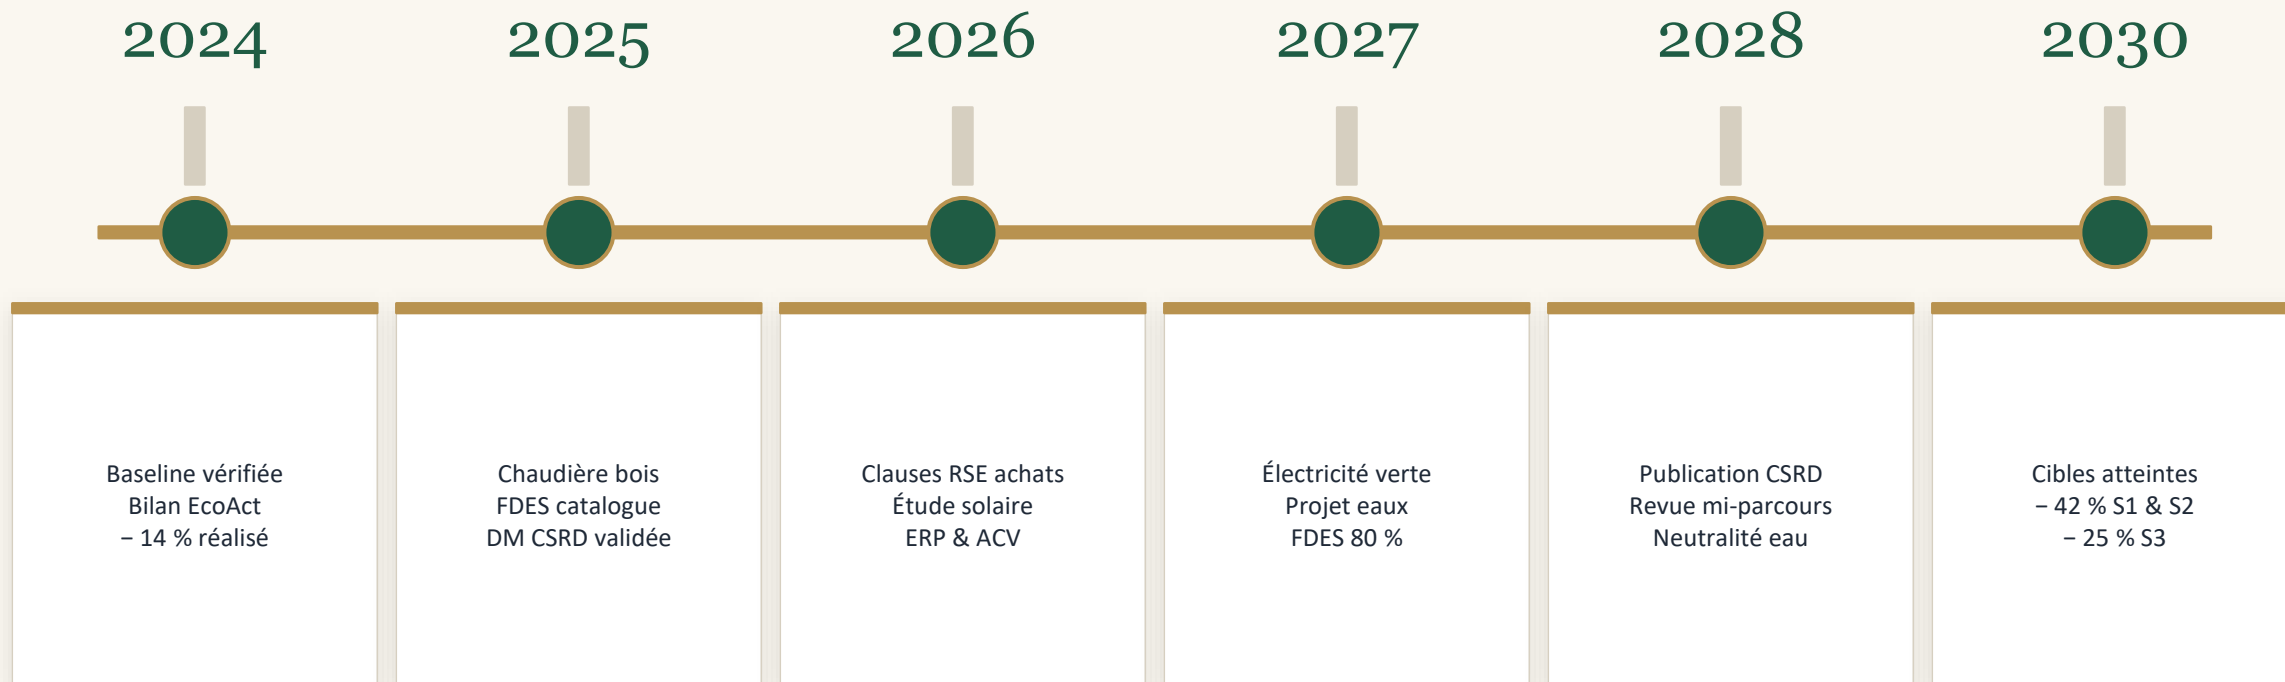 2024
2025
2026
2027
2028
2030
Baseline vérifiée
Bilan EcoAct
− 14 % réalisé
Chaudière bois
FDES catalogue
DM CSRD validée
Clauses RSE achats
Étude solaire
ERP & ACV
Électricité verte
Projet eaux
FDES 80 %
Publication CSRD
Revue mi-parcours
Neutralité eau
Cibles atteintes
− 42 % S1 & S2
− 25 % S3